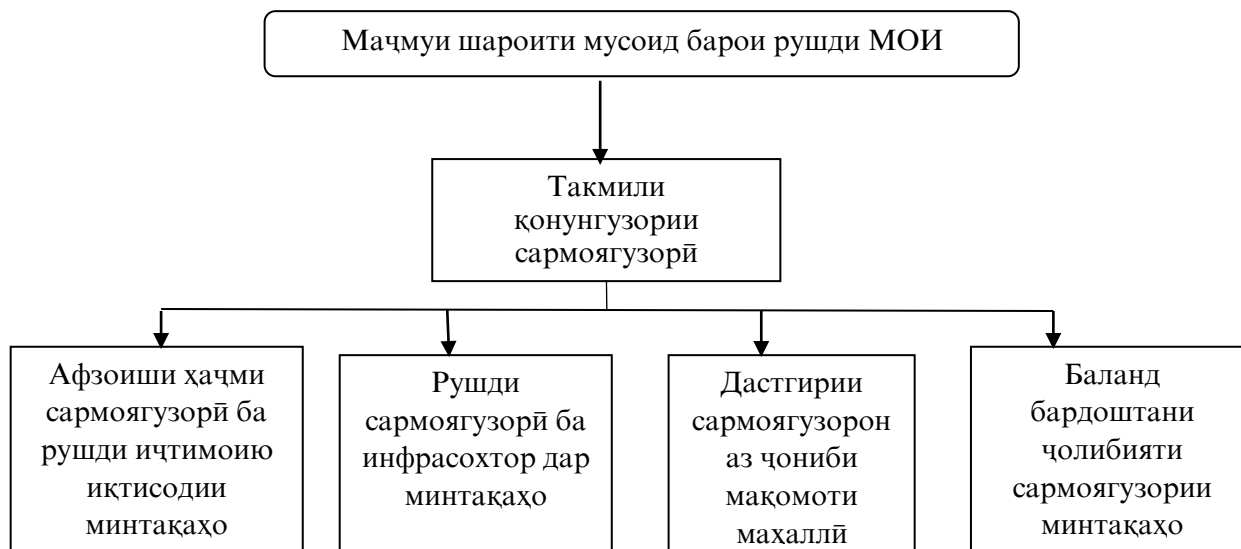 Маҷмуи шароити мусоид барои рушди МОИ
Такмили
қонунгузории
сармоягузорӣ
Афзоиши ҳаҷми
сармоягузорӣ ба
рушди иҷтимоию
иқтисодии
минтақаҳо
Рушди
сармоягузорӣ ба
инфрасохтор дар
минтақаҳо
Дастгирии
сармоягузорон
аз ҷониби
мақомоти
маҳаллӣ
Баланд
бардоштани
ҷолибияти
сармоягузории
минтақаҳо